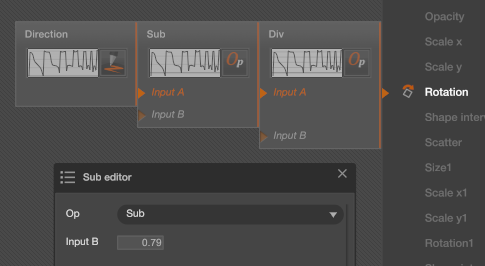 Direction
Sub
Op
Input A
Input B
Div
Op
Input A
Input B
Opacity
Scale x
Scale y
Rotation
Shape inter
Scatter
Size1
Scale x1
Scale y1
Rotation1
Sub editor
Op
Sub
Input B
0.79